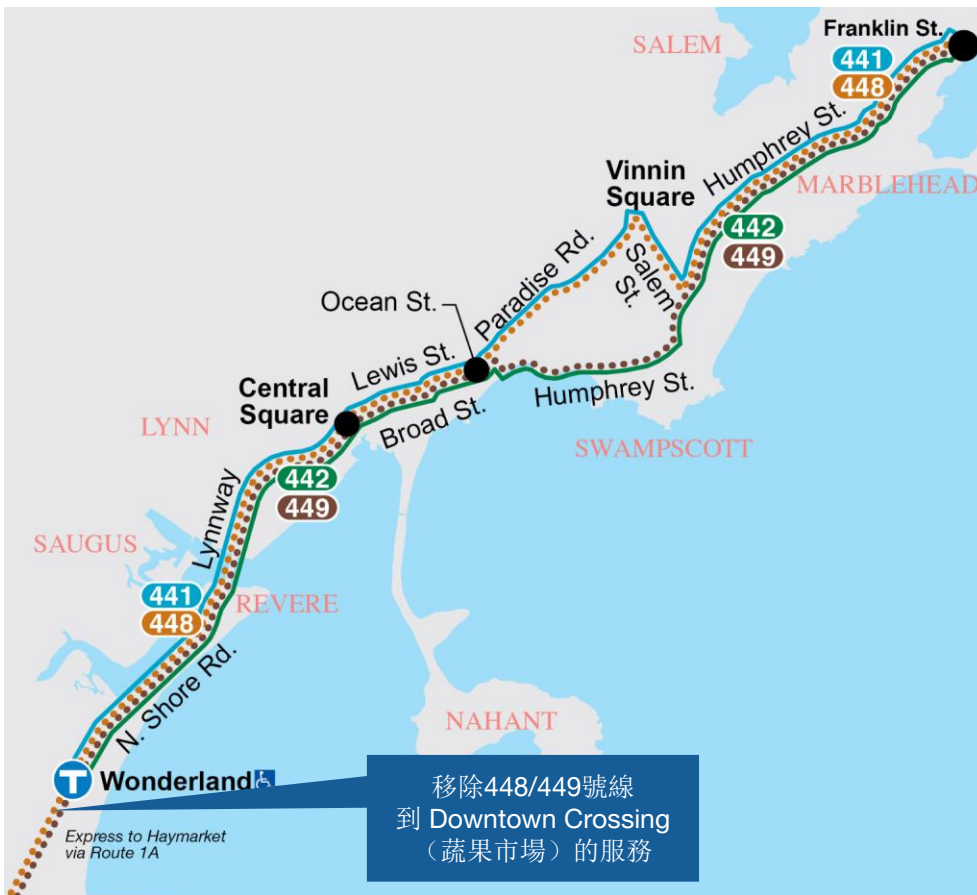 Franklin St.
SALEM
441
448
Humphrey St.
MARBLEHEAD
Vinnin
Square
442
449
Paradise Rd.
Salem
St.
Ocean St.
Lewis St.
Central
Square
Broad St.
Humphrey St.
LYNN
SWAMPSCOTT
442
449
Lynnway
SAUGUS
441
448
REVERE
N. Shore Rd.
NAHANT
T
Wonderland
Express to Haymarket
via Route 1A
移除448/449號線
到 Downtown Crossing
（蔬果市場）的服務